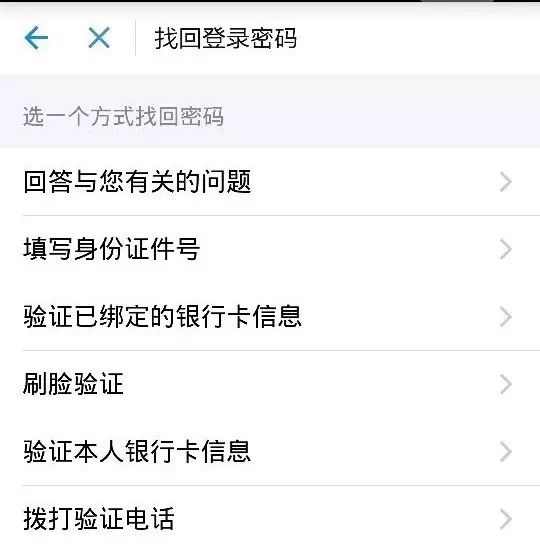 找回登录密码
选一个方式找回密码
回答与您有关的问题
填写身份证件号
验证已绑定的银行卡信息
刷脸验证
验证本人银行卡信息
拨打验证电话